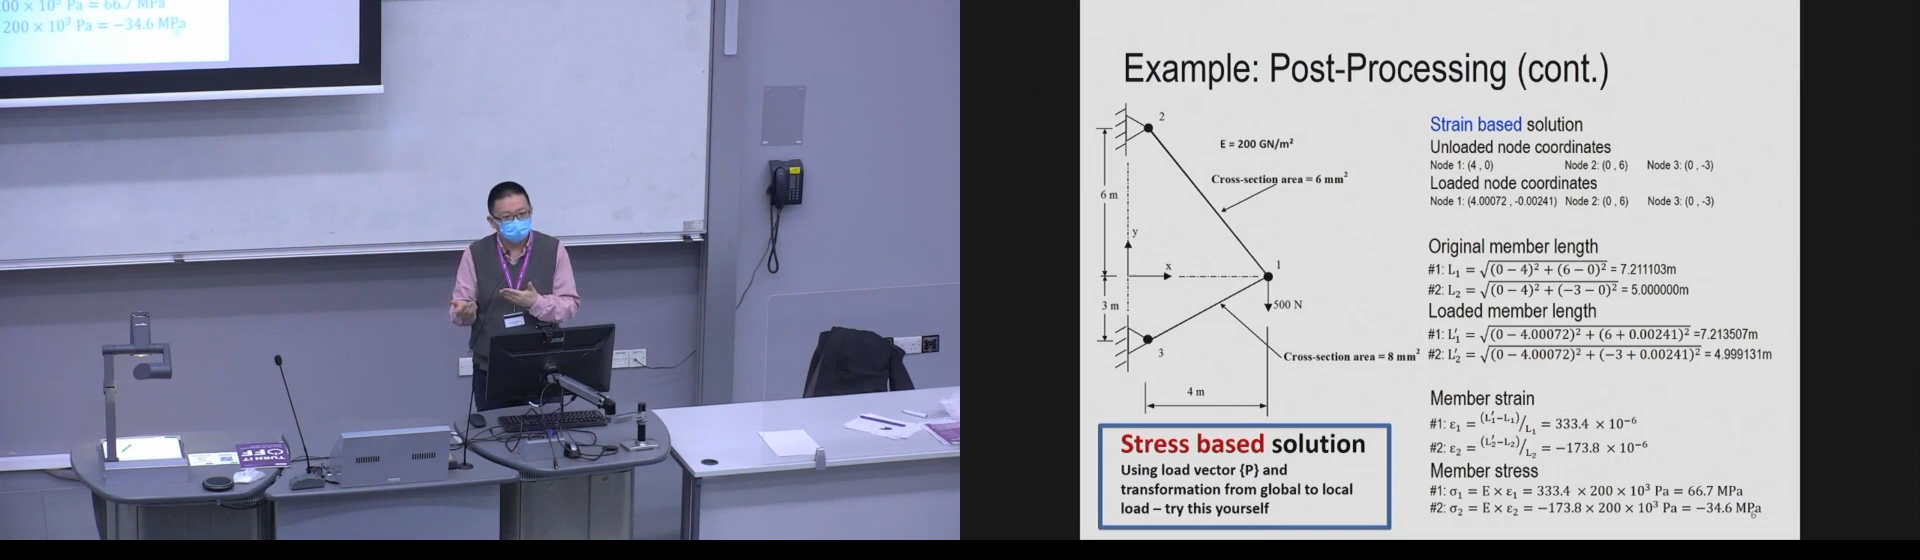 00 × 10³ Pa = 66.7 MPa
200 × 10³ Pa = −34.6 MPa
TURN IT
OFF
Example: Post-Processing (cont.)
2
E = 200 GN/m²
Cross-section area = 6 mm²
6 m
y
x
1
3 m
500 N
3
Cross-section area = 8 mm²
4 m
Stress based solution
Using load vector {P} and
transformation from global to local
load – try this yourself
Strain based solution
Unloaded node coordinates
Node 1: (4 , 0) Node 2: (0 , 6) Node 3: (0 , -3)
Loaded node coordinates
Node 1: (4.00072 , -0.00241) Node 2: (0 , 6) Node 3: (0 , -3)
Original member length
#1: L₁ = √(0 − 4)² + (6 − 0)² = 7.211103m
#2: L₂ = √(0 − 4)² + (−3 − 0)² = 5.000000m
Loaded member length
#1: L′₁ = √(0 − 4.00072)² + (6 + 0.00241)² =7.213507m
#2: L′₂ = √(0 − 4.00072)² + (−3 + 0.00241)² = 4.999131m
Member strain
#1: ε₁ = (L′₁−L₁)/L₁ = 333.4 × 10⁻⁶
#2: ε₂ = (L′₂−L₂)/L₂ = −173.8 × 10⁻⁶
Member stress
#1: σ₁ = E × ε₁ = 333.4 × 200 × 10³ Pa = 66.7 MPa
#2: σ₂ = E × ε₂ = −173.8 × 200 × 10³ Pa = −34.6 MPa
6